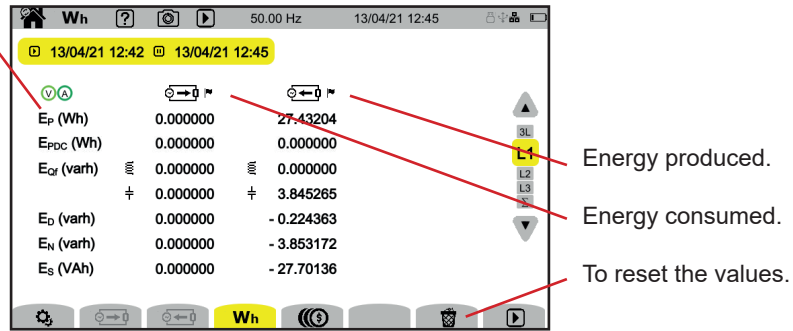 Wh ? 50.00 Hz 13/04/21 12:45
13/04/21 12:42 13/04/21 12:45
V A
EP (Wh) 0.000000 27.43204
EPDC (Wh) 0.000000 0.000000
EQf (varh) 0.000000 0.000000
0.000000 3.845265
ED (varh) 0.000000 - 0.224363
EN (varh) 0.000000 - 3.853172
ES (VAh) 0.000000 - 27.70136
3L
L1
L2
L3
Σ
Energy produced.
Energy consumed.
To reset the values.
Wh $